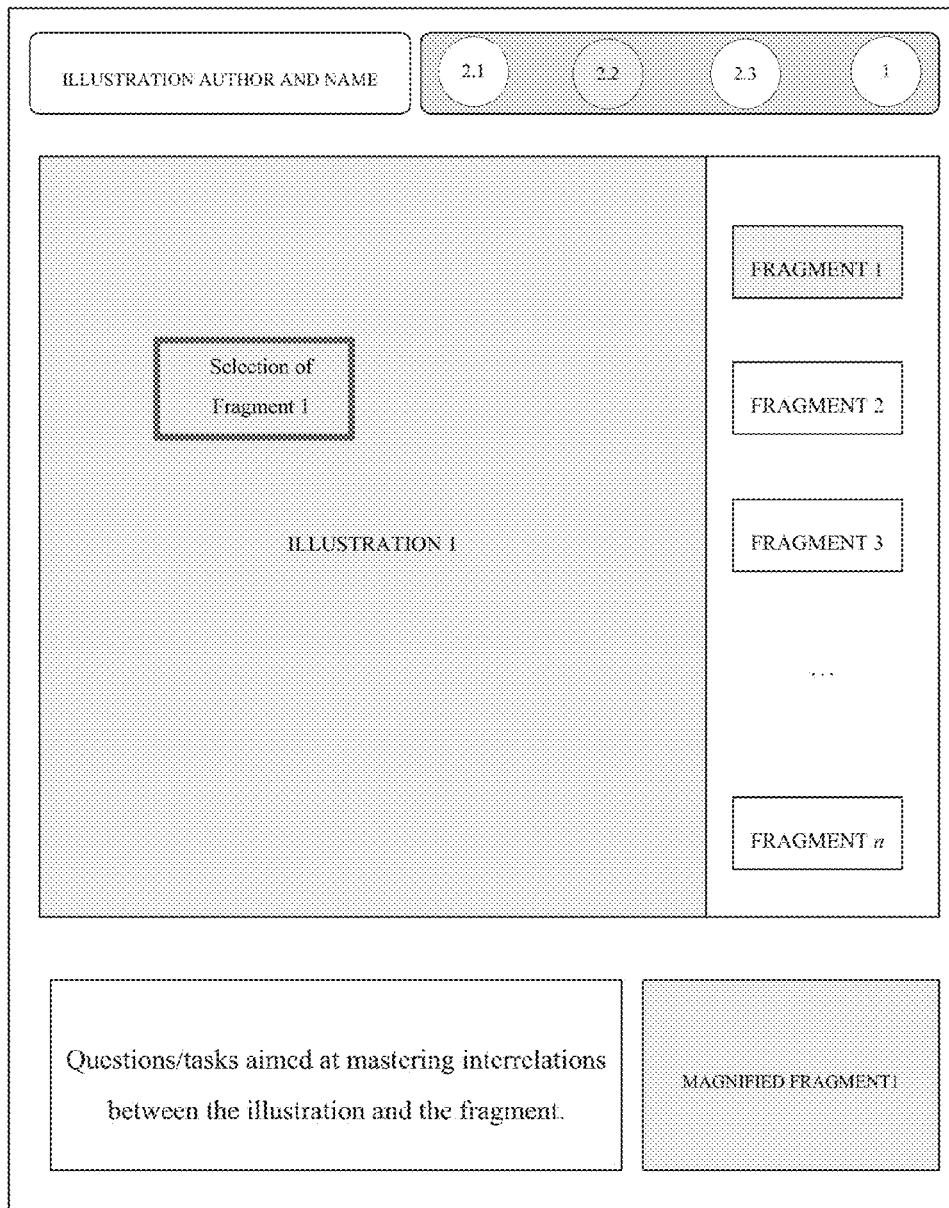 ILLUSTRATION AUTHOR AND NAME
2.1
2.2
2.3
1
FRAGMENT 1
Selection of
Fragment 1
FRAGMENT 2
ILLUSTRATION 1
FRAGMENT 3
...
FRAGMENT n
Questions/tasks aimed at mastering interrelations
between the illustration and the fragment.
MAGNIFIED FRAGMENT1